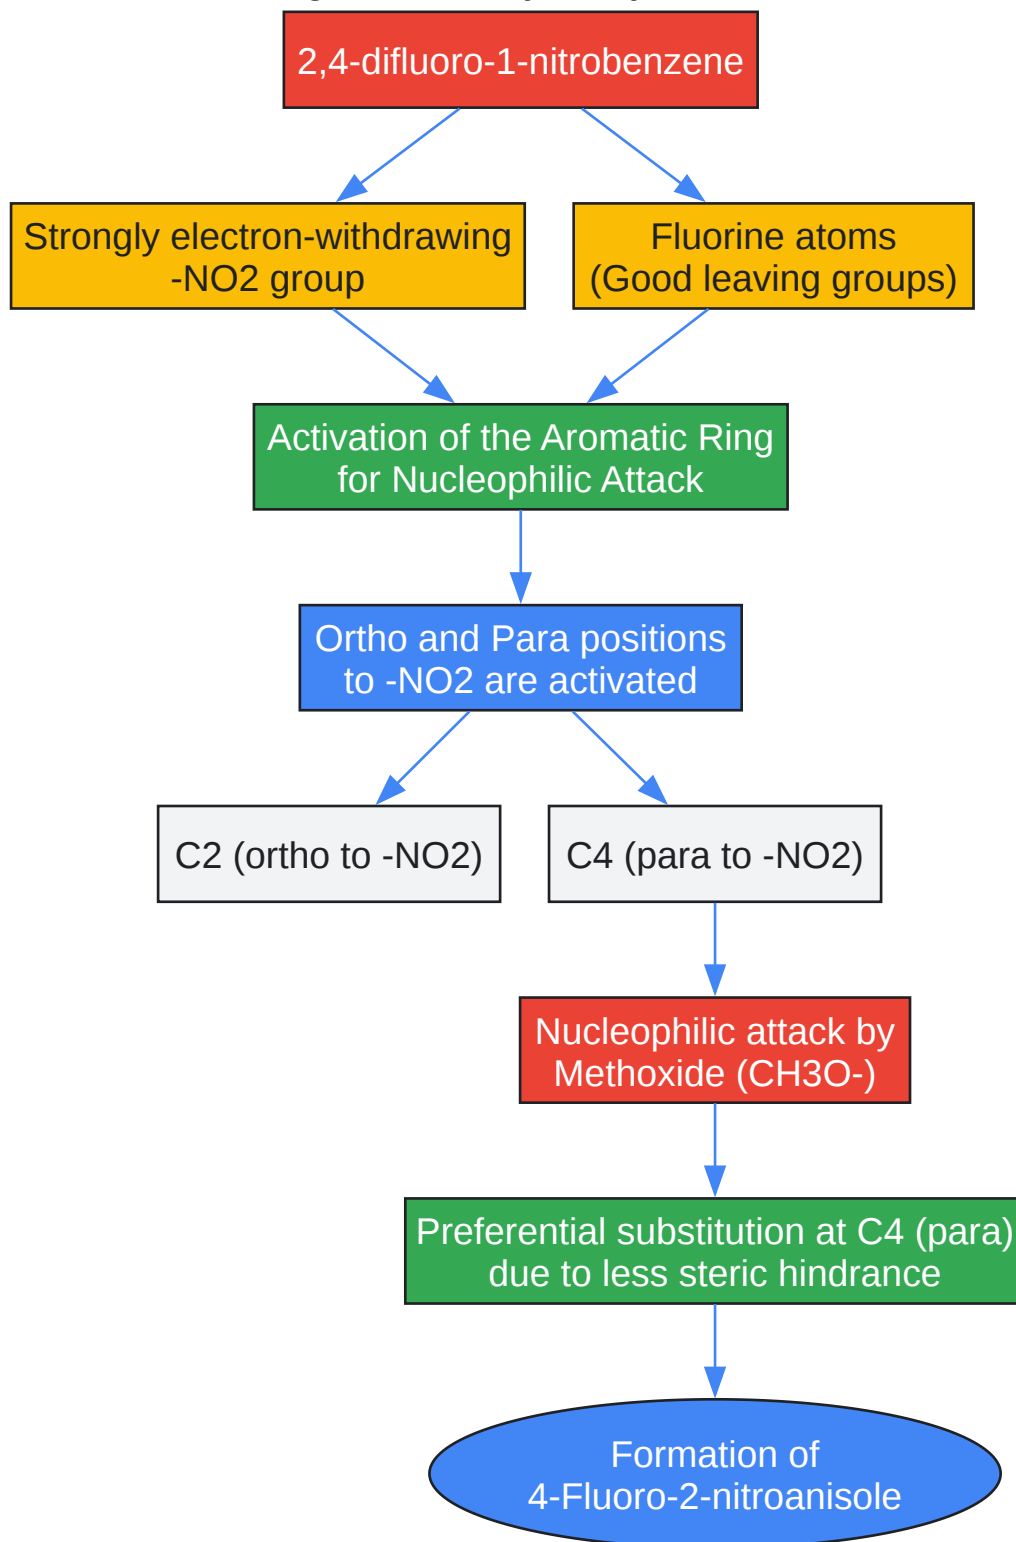 2,4-difluoro-1-nitrobenzene
Strongly electron-withdrawing
-NO2 group
Fluorine atoms
(Good leaving groups)
Activation of the Aromatic Ring
for Nucleophilic Attack
Ortho and Para positions
to -NO2 are activated
C2 (ortho to -NO2)
C4 (para to -NO2)
Nucleophilic attack by
Methoxide (CH3O-)
Preferential substitution at C4 (para)
due to less steric hindrance
Formation of
4-Fluoro-2-nitroanisole